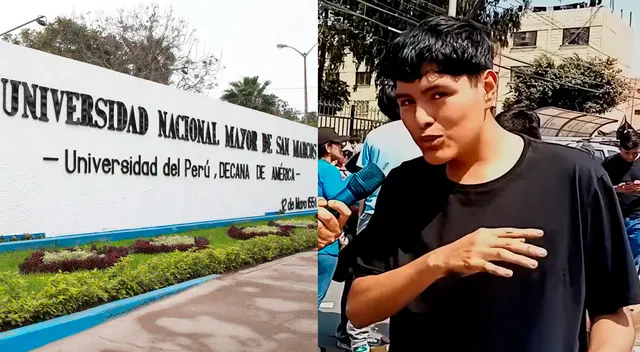 UNIVERSIDAD NACIONAL MAYOR DE SAN MARCOS
— Universidad del Perú , DECANA DE AMÉRICA —
12 de Mayo 1551